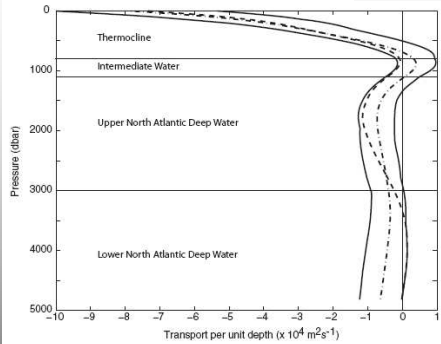 0
Thermocline
Intermediate Water
1000
Upper North Atlantic Deep Water
2000
Pressure (dbar)
3000
Lower North Atlantic Deep Water
4000
5000
-10 -9 -8 -7 -6 -5 -4 -3 -2 -1 0 1
Transport per unit depth (x 10⁴ m²s⁻¹)